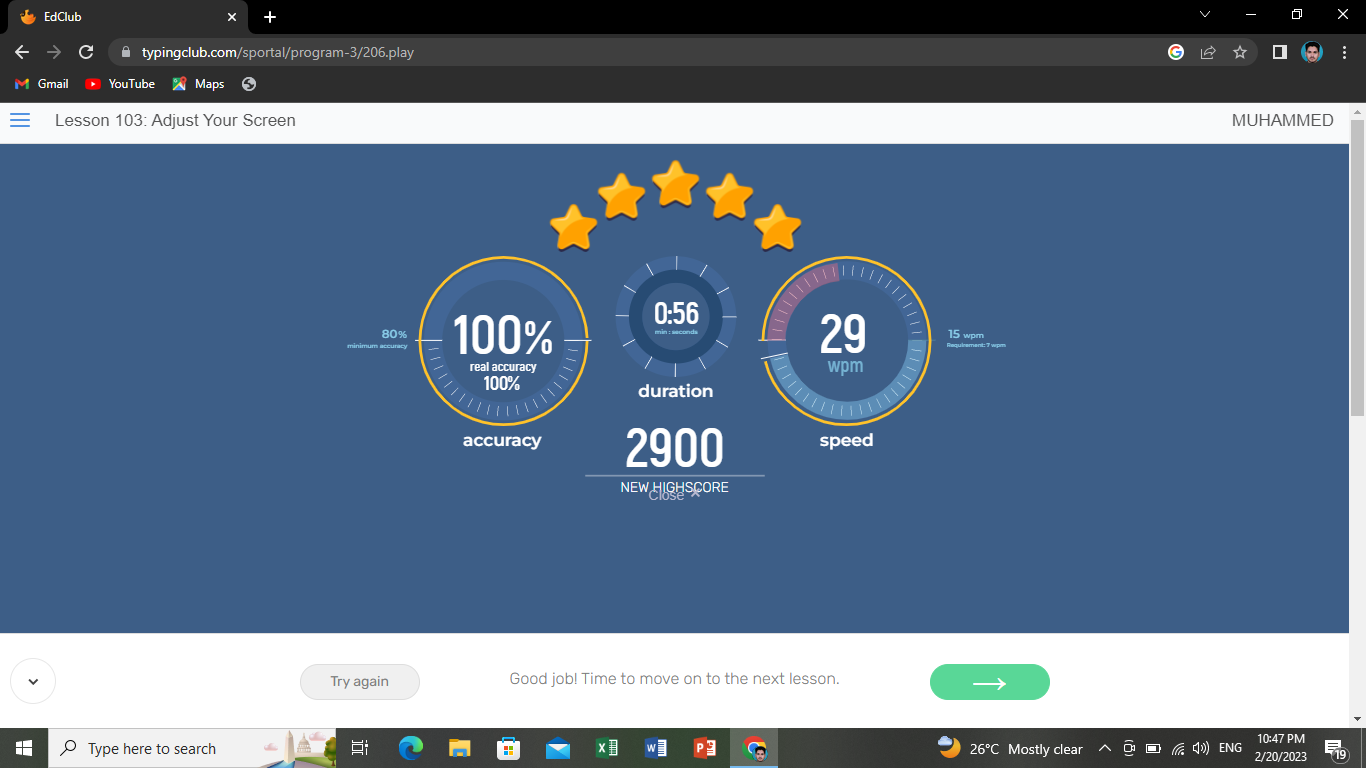 EdClub
typingclub.com/sportal/program-3/206.play
Gmail YouTube Maps
Lesson 103: Adjust Your Screen MUHAMMED
80%
minimum accuracy
100%
real accuracy
100%
accuracy
0:56
min : seconds
duration
29
wpm
speed
15 wpm
Requirement: 7 wpm
2900
NEW HIGHSCORE
Close ×
Try again Good job! Time to move on to the next lesson.
Type here to search
26°C Mostly clear ENG
10:47 PM
2/20/2023
19